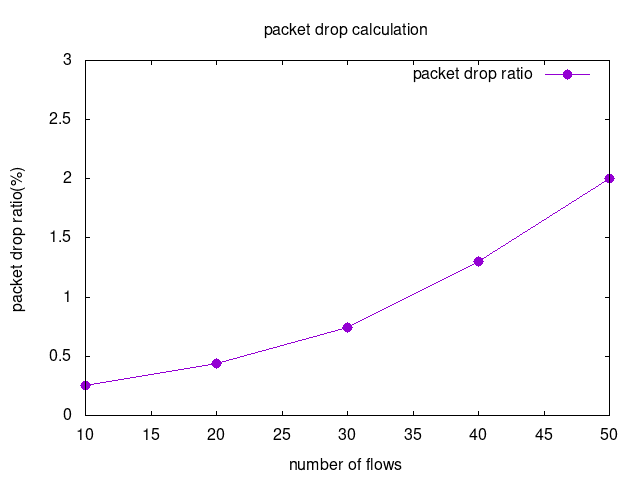 packet drop calculation
packet drop ratio
3
2.5
2
1.5
1
0.5
0
packet drop ratio(%)
10 15 20 25 30 35 40 45 50
number of flows